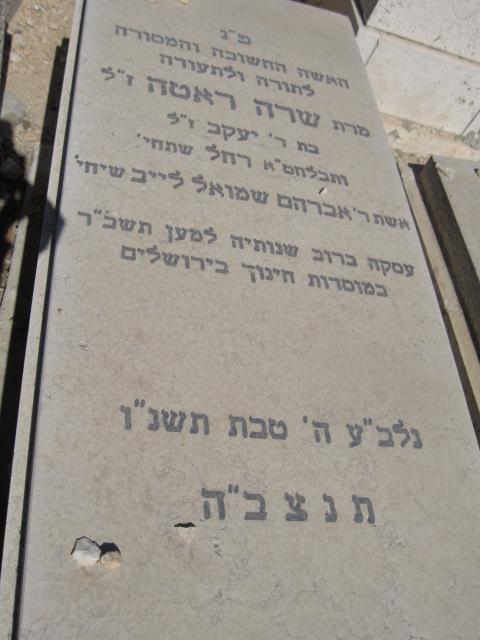 פ"נ
האשה החשובה והמסורה
לתורה ולתעודה
מרת שרה ראטה ז"ל
בת ר' יעקב ז"ל
ותבלחט"א רחל שתחי'
אשת ר' אברהם שמואל לייב שיחי'
עסקה ברוב שנותיה למען תשב"ר
במוסדות חינוך בירושלים
נלב"ע ה' טבת תשנ"ו
ת נ צ ב"ה